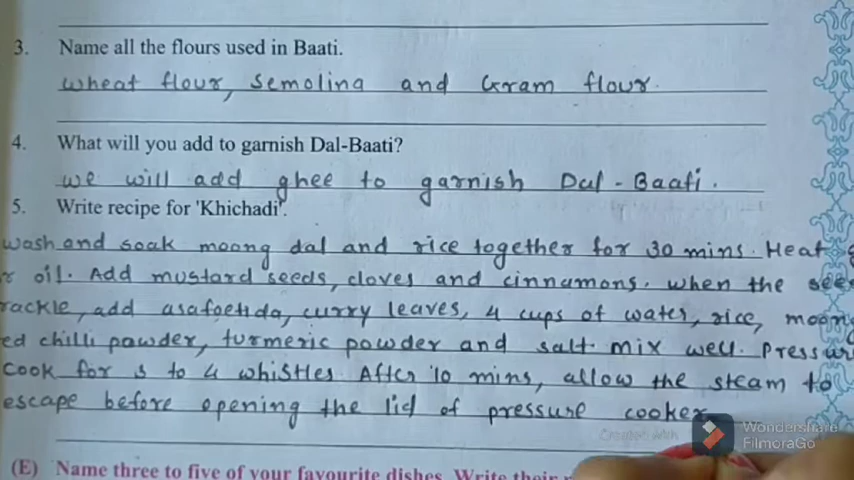 3. Name all the flours used in Baati.
wheat flour, semolina and Gram flour.
4. What will you add to garnish Dal-Baati?
we will add ghee to garnish Dal-Baati.
5. Write recipe for 'Khichadi'.
wash and soak moong dal and rice together for 30 mins. Heat
oil. Add mustard seeds, cloves and cinnamons. when the see
rackle, add asafoetida, curry leaves, 4 cups of water, rice, moong
ed chilli powder, turmeric powder and salt mix well. Pressur
cook for 3 to 4 whistles. After 10 mins, allow the steam to
escape before opening the lid of pressure cooker
Created with
Wondershare
FilmoraGo
(E) Name three to five of your favourite dishes. Write their